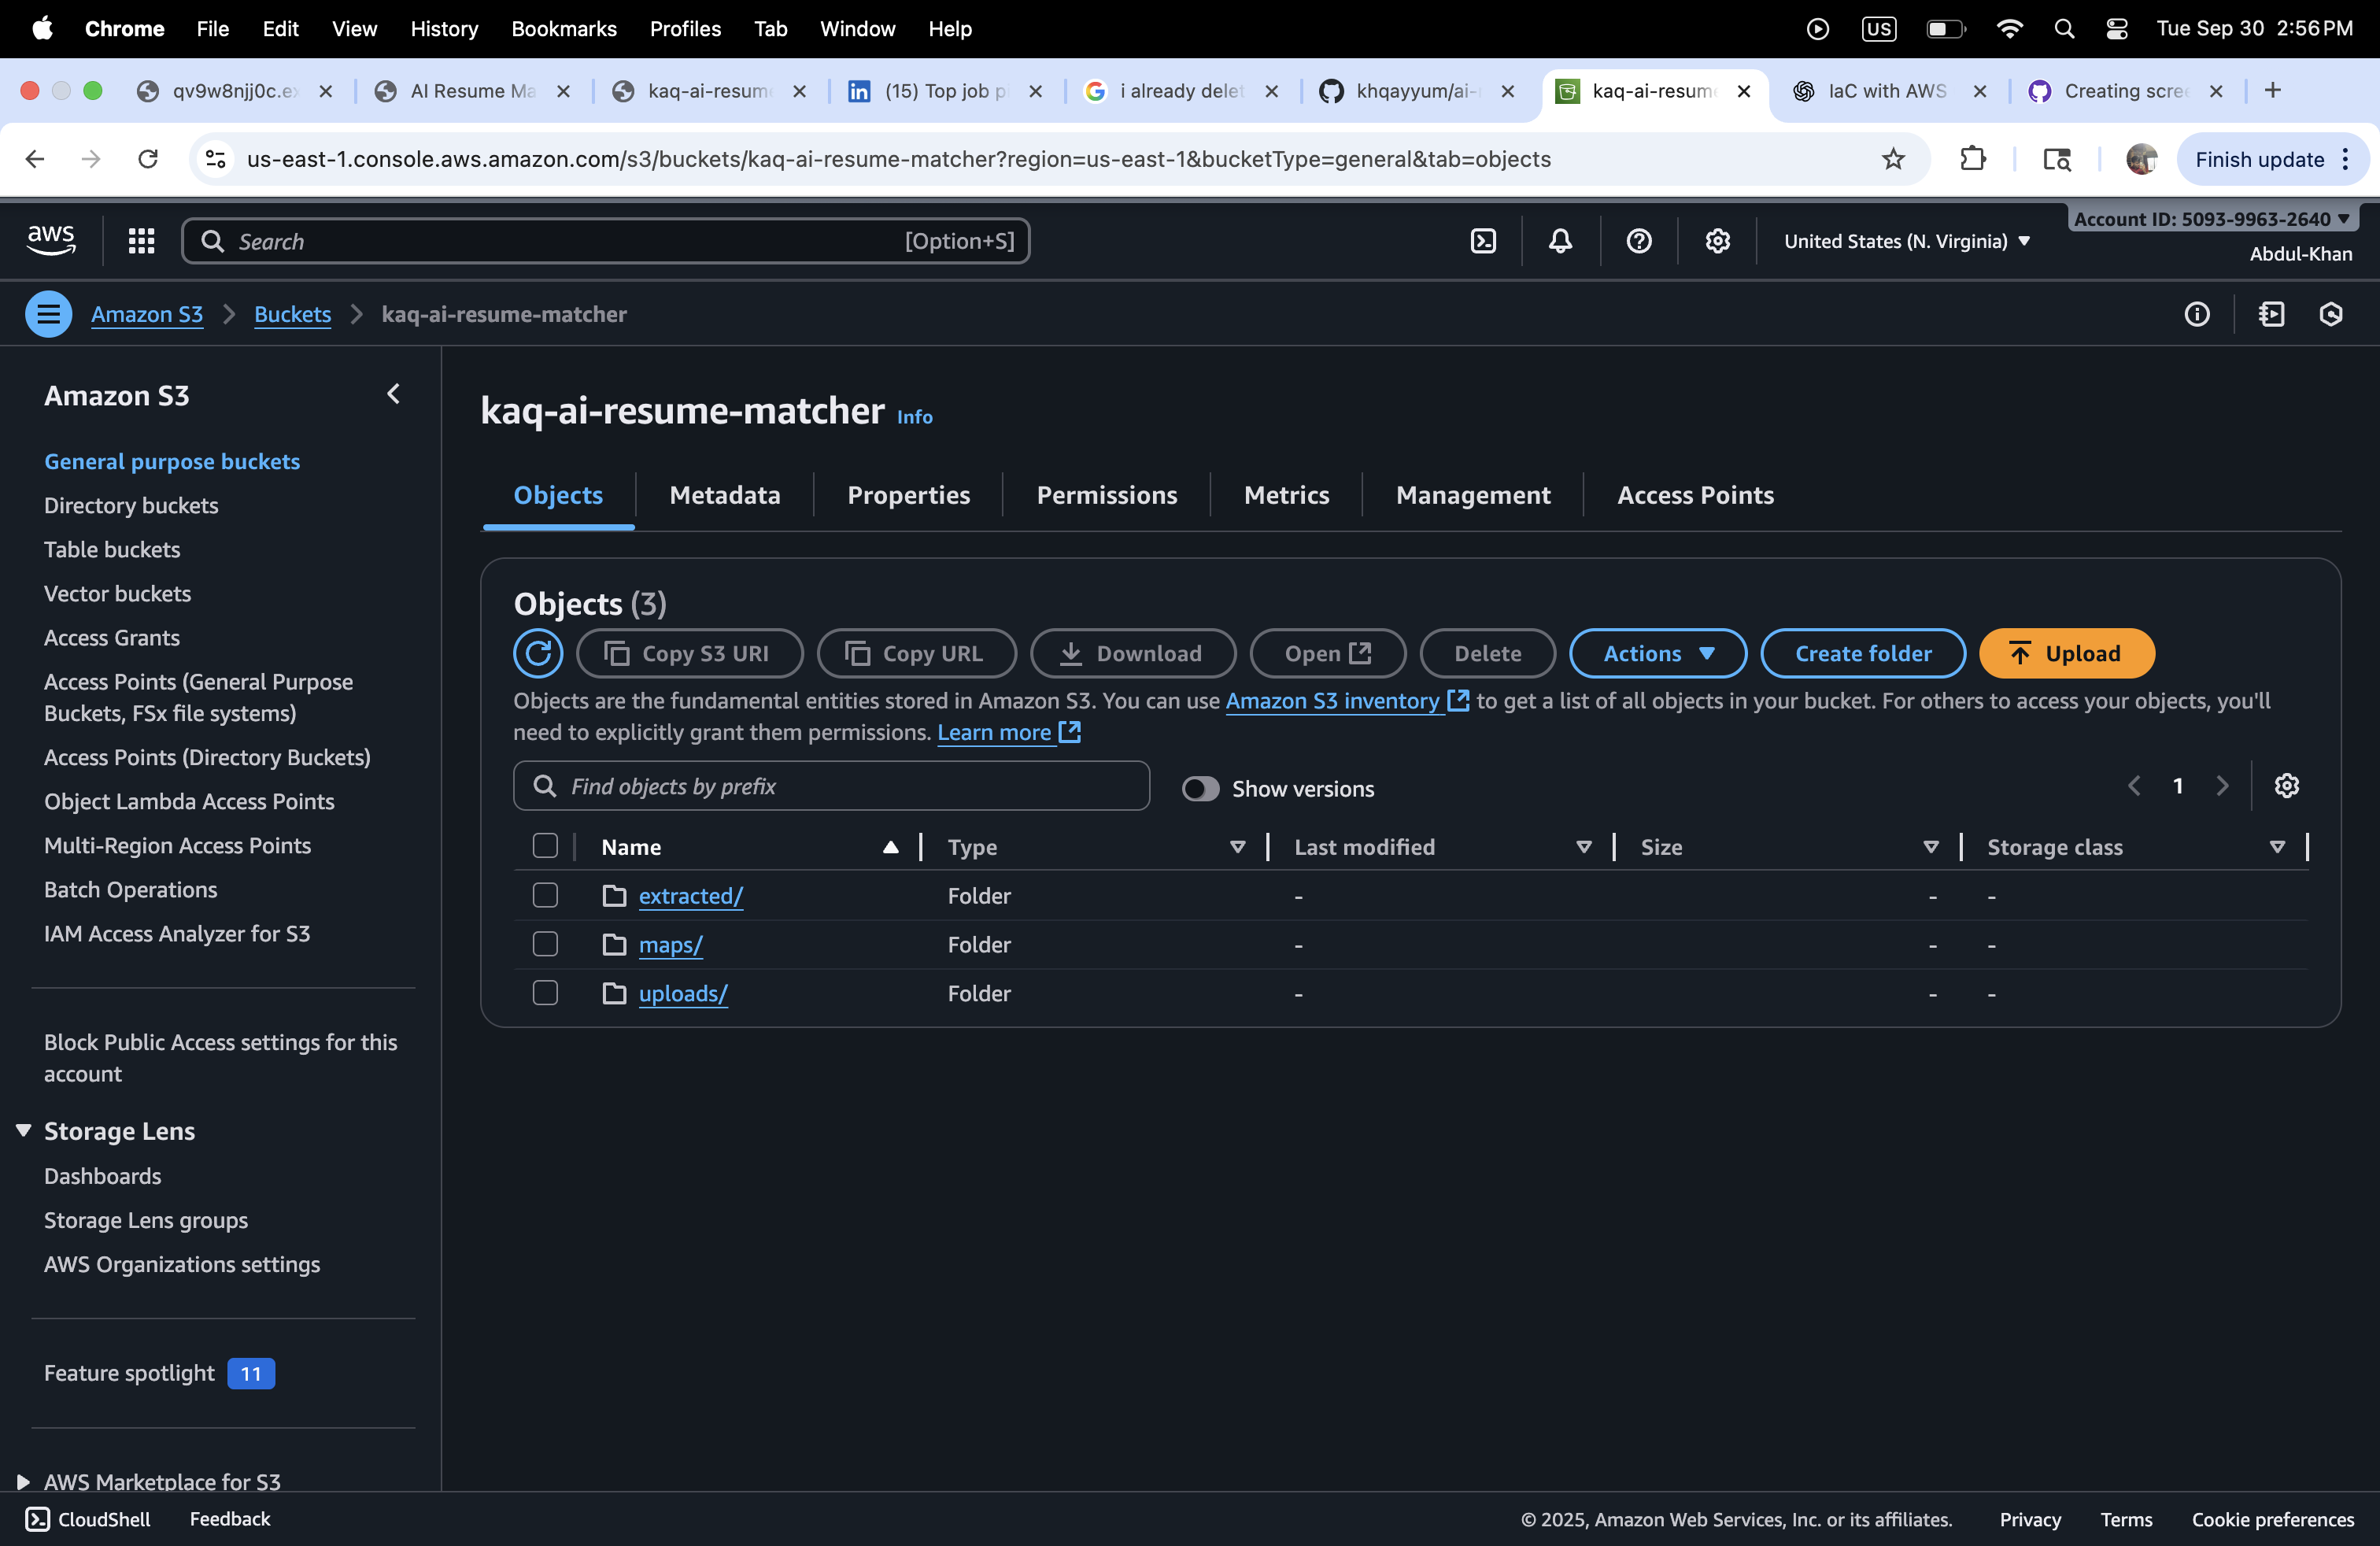 Chrome File Edit View History Bookmarks Profiles Tab Window Help US Tue Sep 30 2:56 PM
qv9w8njj0c.ex AI Resume Ma kaq-ai-resum (15) Top job pi i already delet khqayyum/ai- kaq-ai-resum IaC with AWS Creating scree
us-east-1.console.aws.amazon.com/s3/buckets/kaq-ai-resume-matcher?region=us-east-1&bucketType=general&tab=objects Finish update
aws Search [Option+S] United States (N. Virginia) Account ID: 5093-9963-2640
Abdul-Khan
Amazon S3 Buckets kaq-ai-resume-matcher
Amazon S3
General purpose buckets
Directory buckets
Table buckets
Vector buckets
Access Grants
Access Points (General Purpose
Buckets, FSx file systems)
Access Points (Directory Buckets)
Object Lambda Access Points
Multi-Region Access Points
Batch Operations
IAM Access Analyzer for S3
Block Public Access settings for this
account
Storage Lens
Dashboards
Storage Lens groups
AWS Organizations settings
Feature spotlight 11
AWS Marketplace for S3
kaq-ai-resume-matcher Info
Objects Metadata Properties Permissions Metrics Management Access Points
Objects (3)
Copy S3 URI Copy URL Download Open Delete Actions Create folder Upload
Objects are the fundamental entities stored in Amazon S3. You can use Amazon S3 inventory to get a list of all objects in your bucket. For others to access your objects, you'll
need to explicitly grant them permissions. Learn more
Find objects by prefix Show versions 1
Name Type Last modified Size Storage class
extracted/ Folder - - -
maps/ Folder - - -
uploads/ Folder - - -
CloudShell Feedback © 2025, Amazon Web Services, Inc. or its affiliates. Privacy Terms Cookie preferences